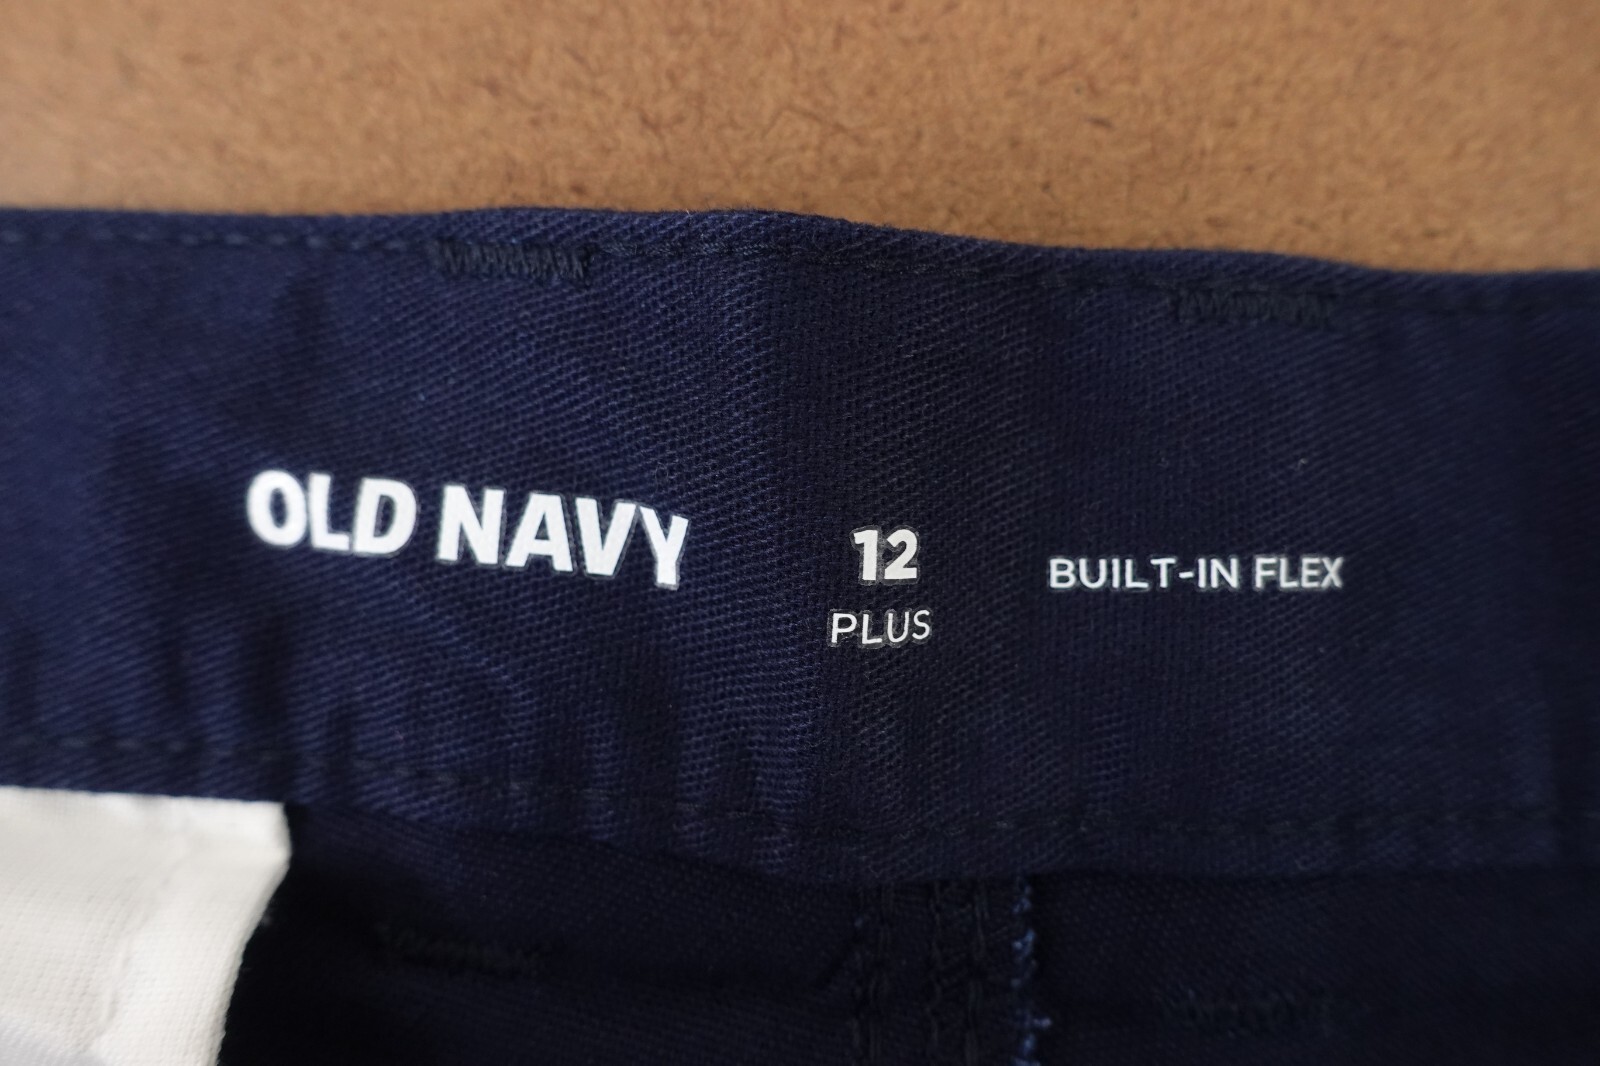 OLD NAVY
12
PLUS
BUILT-IN FLEX